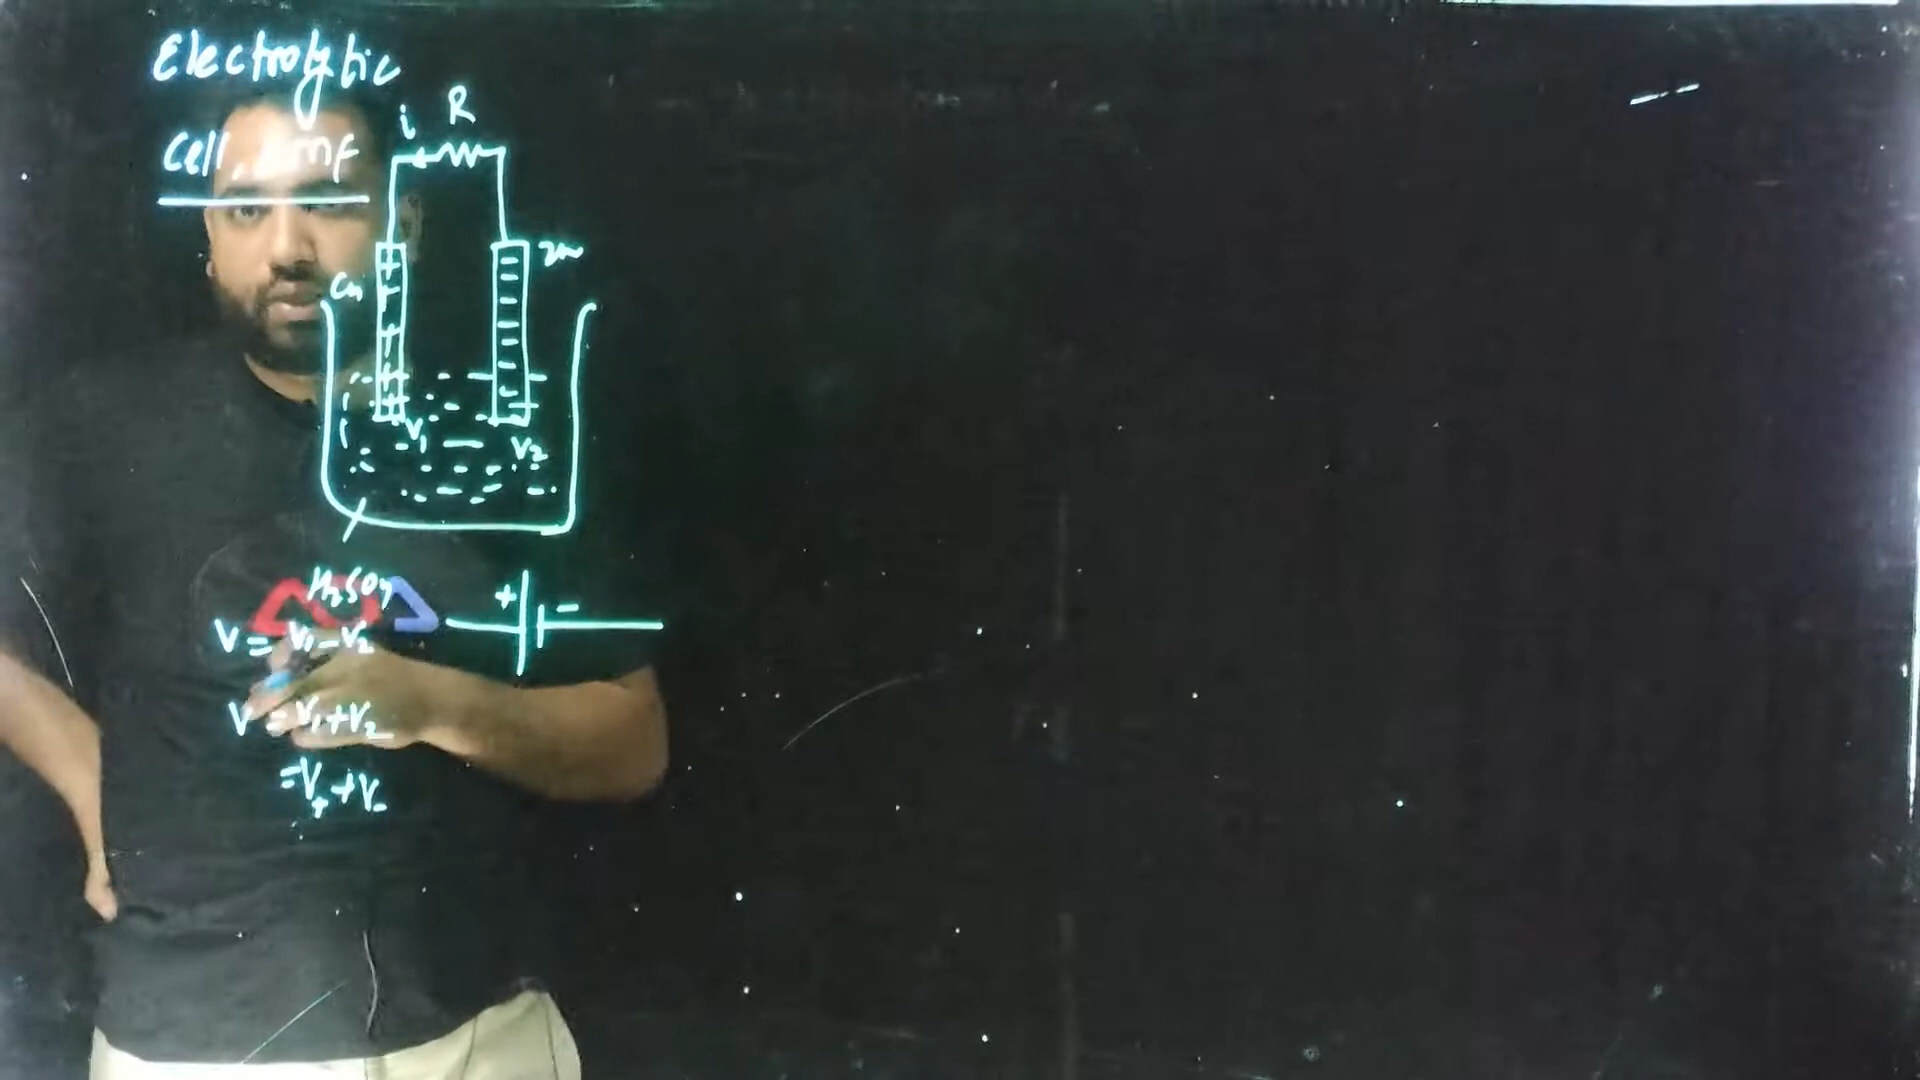 Electrolytic
Cell, emf
i R
Cu
Zn
V₁
V₂
H₂SO₄
+ -
V = V₁ - V₂
V = V₁ + V₂
= V₊ + V₋